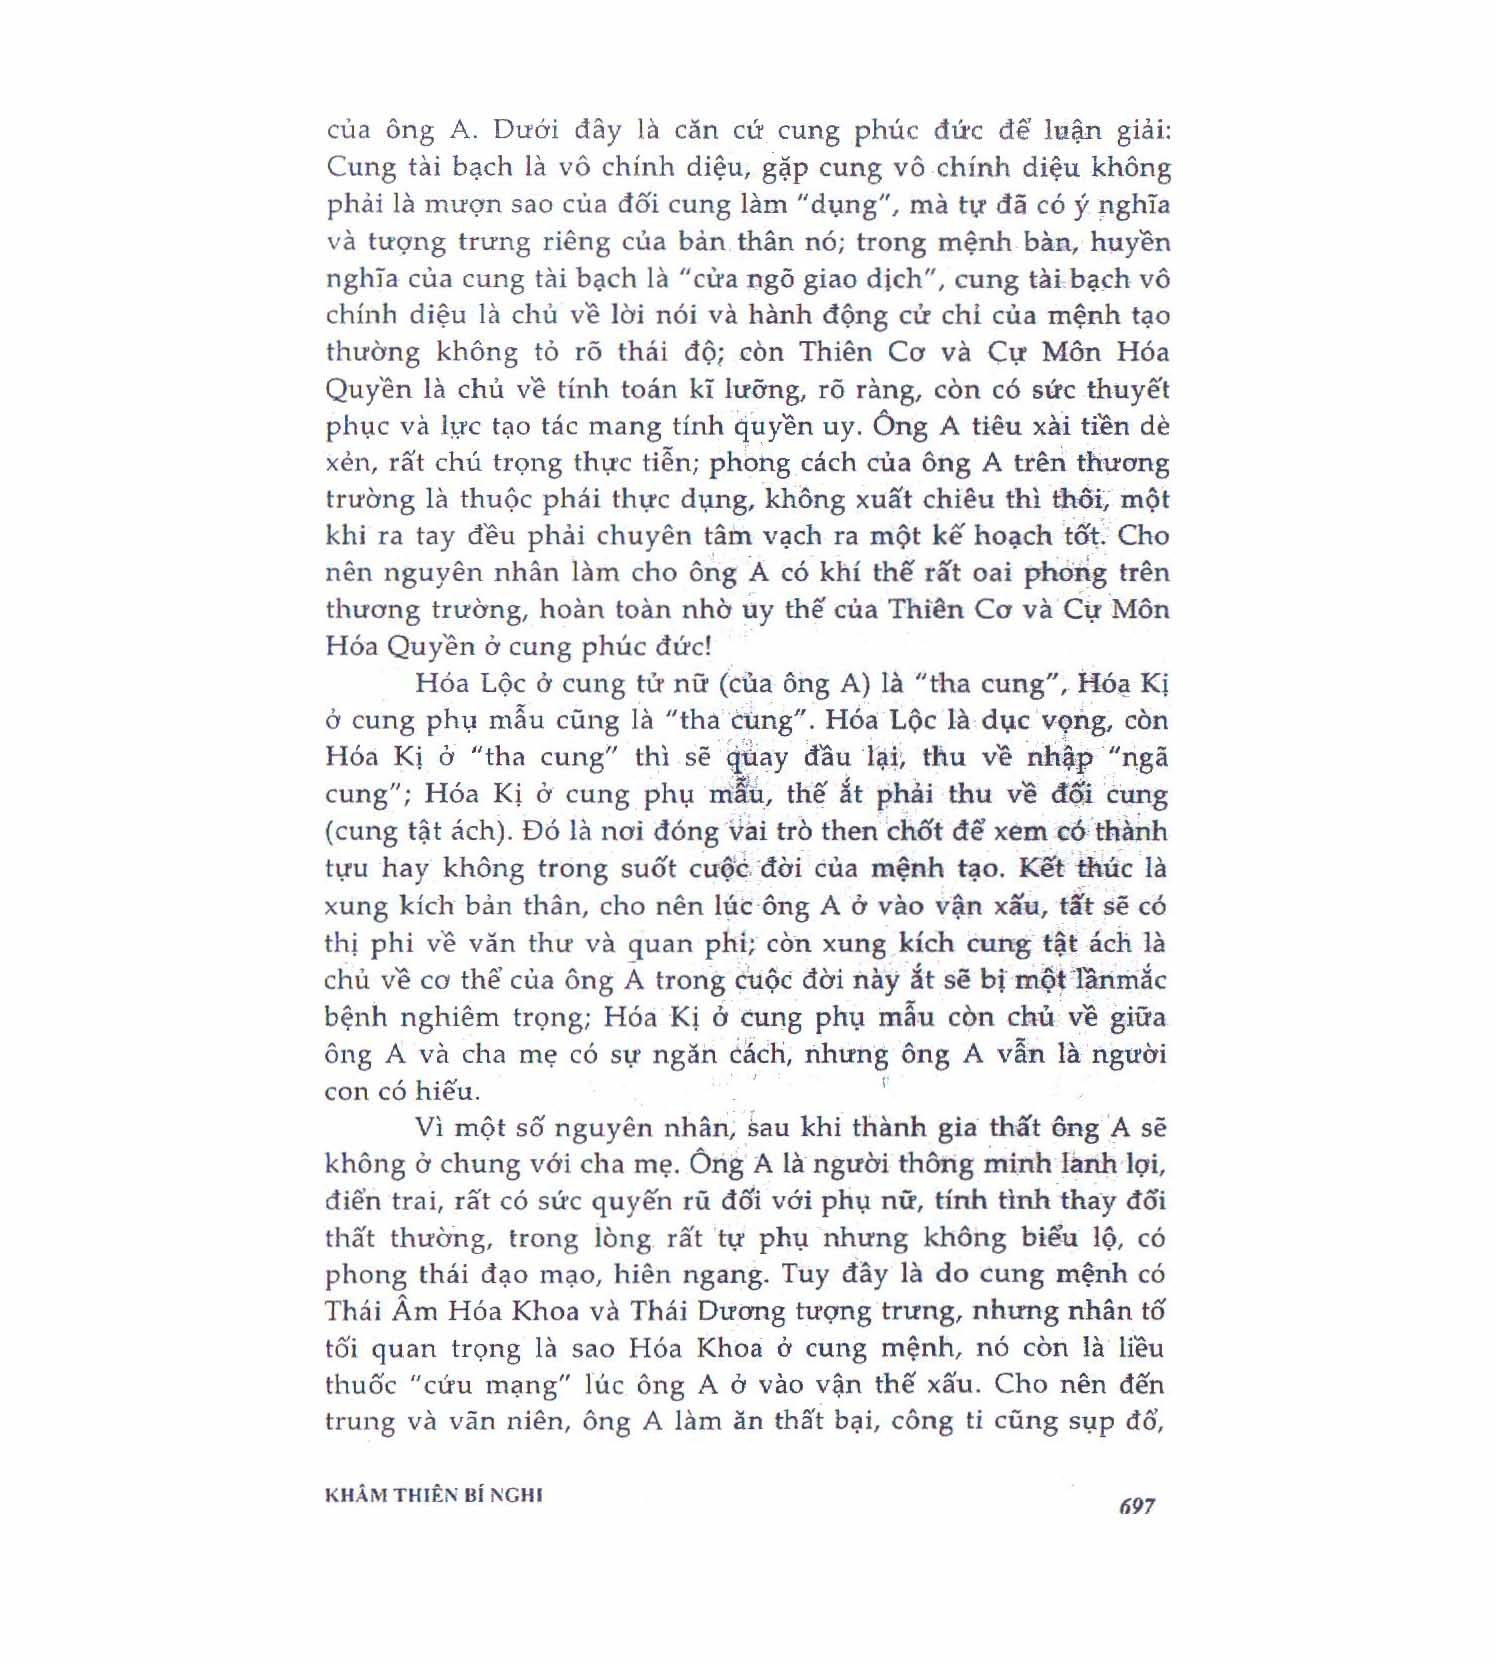 của ông A. Dưới đây là căn cứ cung phúc đức để luận giải:
Cung tài bạch là vô chính diệu, gặp cung vô chính diệu không
phải là mượn sao của đối cung làm "dụng", mà tự đã có ý nghĩa
và tượng trưng riêng của bản thân nó; trong mệnh bàn, huyền
nghĩa của cung tài bạch là "cửa ngõ giao dịch", cung tài bạch vô
chính diệu là chủ về lời nói và hành động cử chỉ của mệnh tạo
thường không tỏ rõ thái độ; còn Thiên Cơ và Cự Môn Hóa
Quyền là chủ về tính toán kĩ lưỡng, rõ ràng, còn có sức thuyết
phục và lực tạo tác mang tính quyền uy. Ông A tiêu xài tiền dè
xẻn, rất chú trọng thực tiễn; phong cách của ông A trên thương
trường là thuộc phái thực dụng, không xuất chiêu thì thôi, một
khi ra tay đều phải chuyên tâm vạch ra một kế hoạch tốt. Cho
nên nguyên nhân làm cho ông A có khí thế rất oai phong trên
thương trường, hoàn toàn nhờ uy thế của Thiên Cơ và Cự Môn
Hóa Quyền ở cung phúc đức!
Hóa Lộc ở cung tử nữ (của ông A) là "tha cung", Hóa Kị
ở cung phụ mẫu cũng là "tha cung". Hóa Lộc là dục vọng, còn
Hóa Kị ở "tha cung" thì sẽ quay đầu lại, thu về nhập "ngã
cung"; Hóa Kị ở cung phụ mẫu, thế ắt phải thu về đối cung
(cung tật ách). Đó là nơi đóng vai trò then chốt để xem có thành
tựu hay không trong suốt cuộc đời của mệnh tạo. Kết thúc là
xung kích bản thân, cho nên lúc ông A ở vào vận xấu, tất sẽ có
thị phi về văn thư và quan phi; còn xung kích cung tật ách là
chủ về cơ thể của ông A trong cuộc đời này ắt sẽ bị một lầnmắc
bệnh nghiêm trọng; Hóa Kị ở cung phụ mẫu còn chủ về giữa
ông A và cha mẹ có sự ngăn cách, nhưng ông A vẫn là người
con có hiếu.
Vì một số nguyên nhân, sau khi thành gia thất ông A sẽ
không ở chung với cha mẹ. Ông A là người thông minh lanh lợi,
điển trai, rất có sức quyến rũ đối với phụ nữ, tính tình thay đổi
thất thường, trong lòng rất tự phụ nhưng không biểu lộ, có
phong thái đạo mạo, hiên ngang. Tuy đây là do cung mệnh có
Thái Âm Hóa Khoa và Thái Dương tượng trưng, nhưng nhân tố
tối quan trọng là sao Hóa Khoa ở cung mệnh, nó còn là liều
thuốc "cứu mạng" lúc ông A ở vào vận thế xấu. Cho nên đến
trung và vãn niên, ông A làm ăn thất bại, công ti cũng sụp đổ,
KHÂM THIÊN BÍ NGHI
697